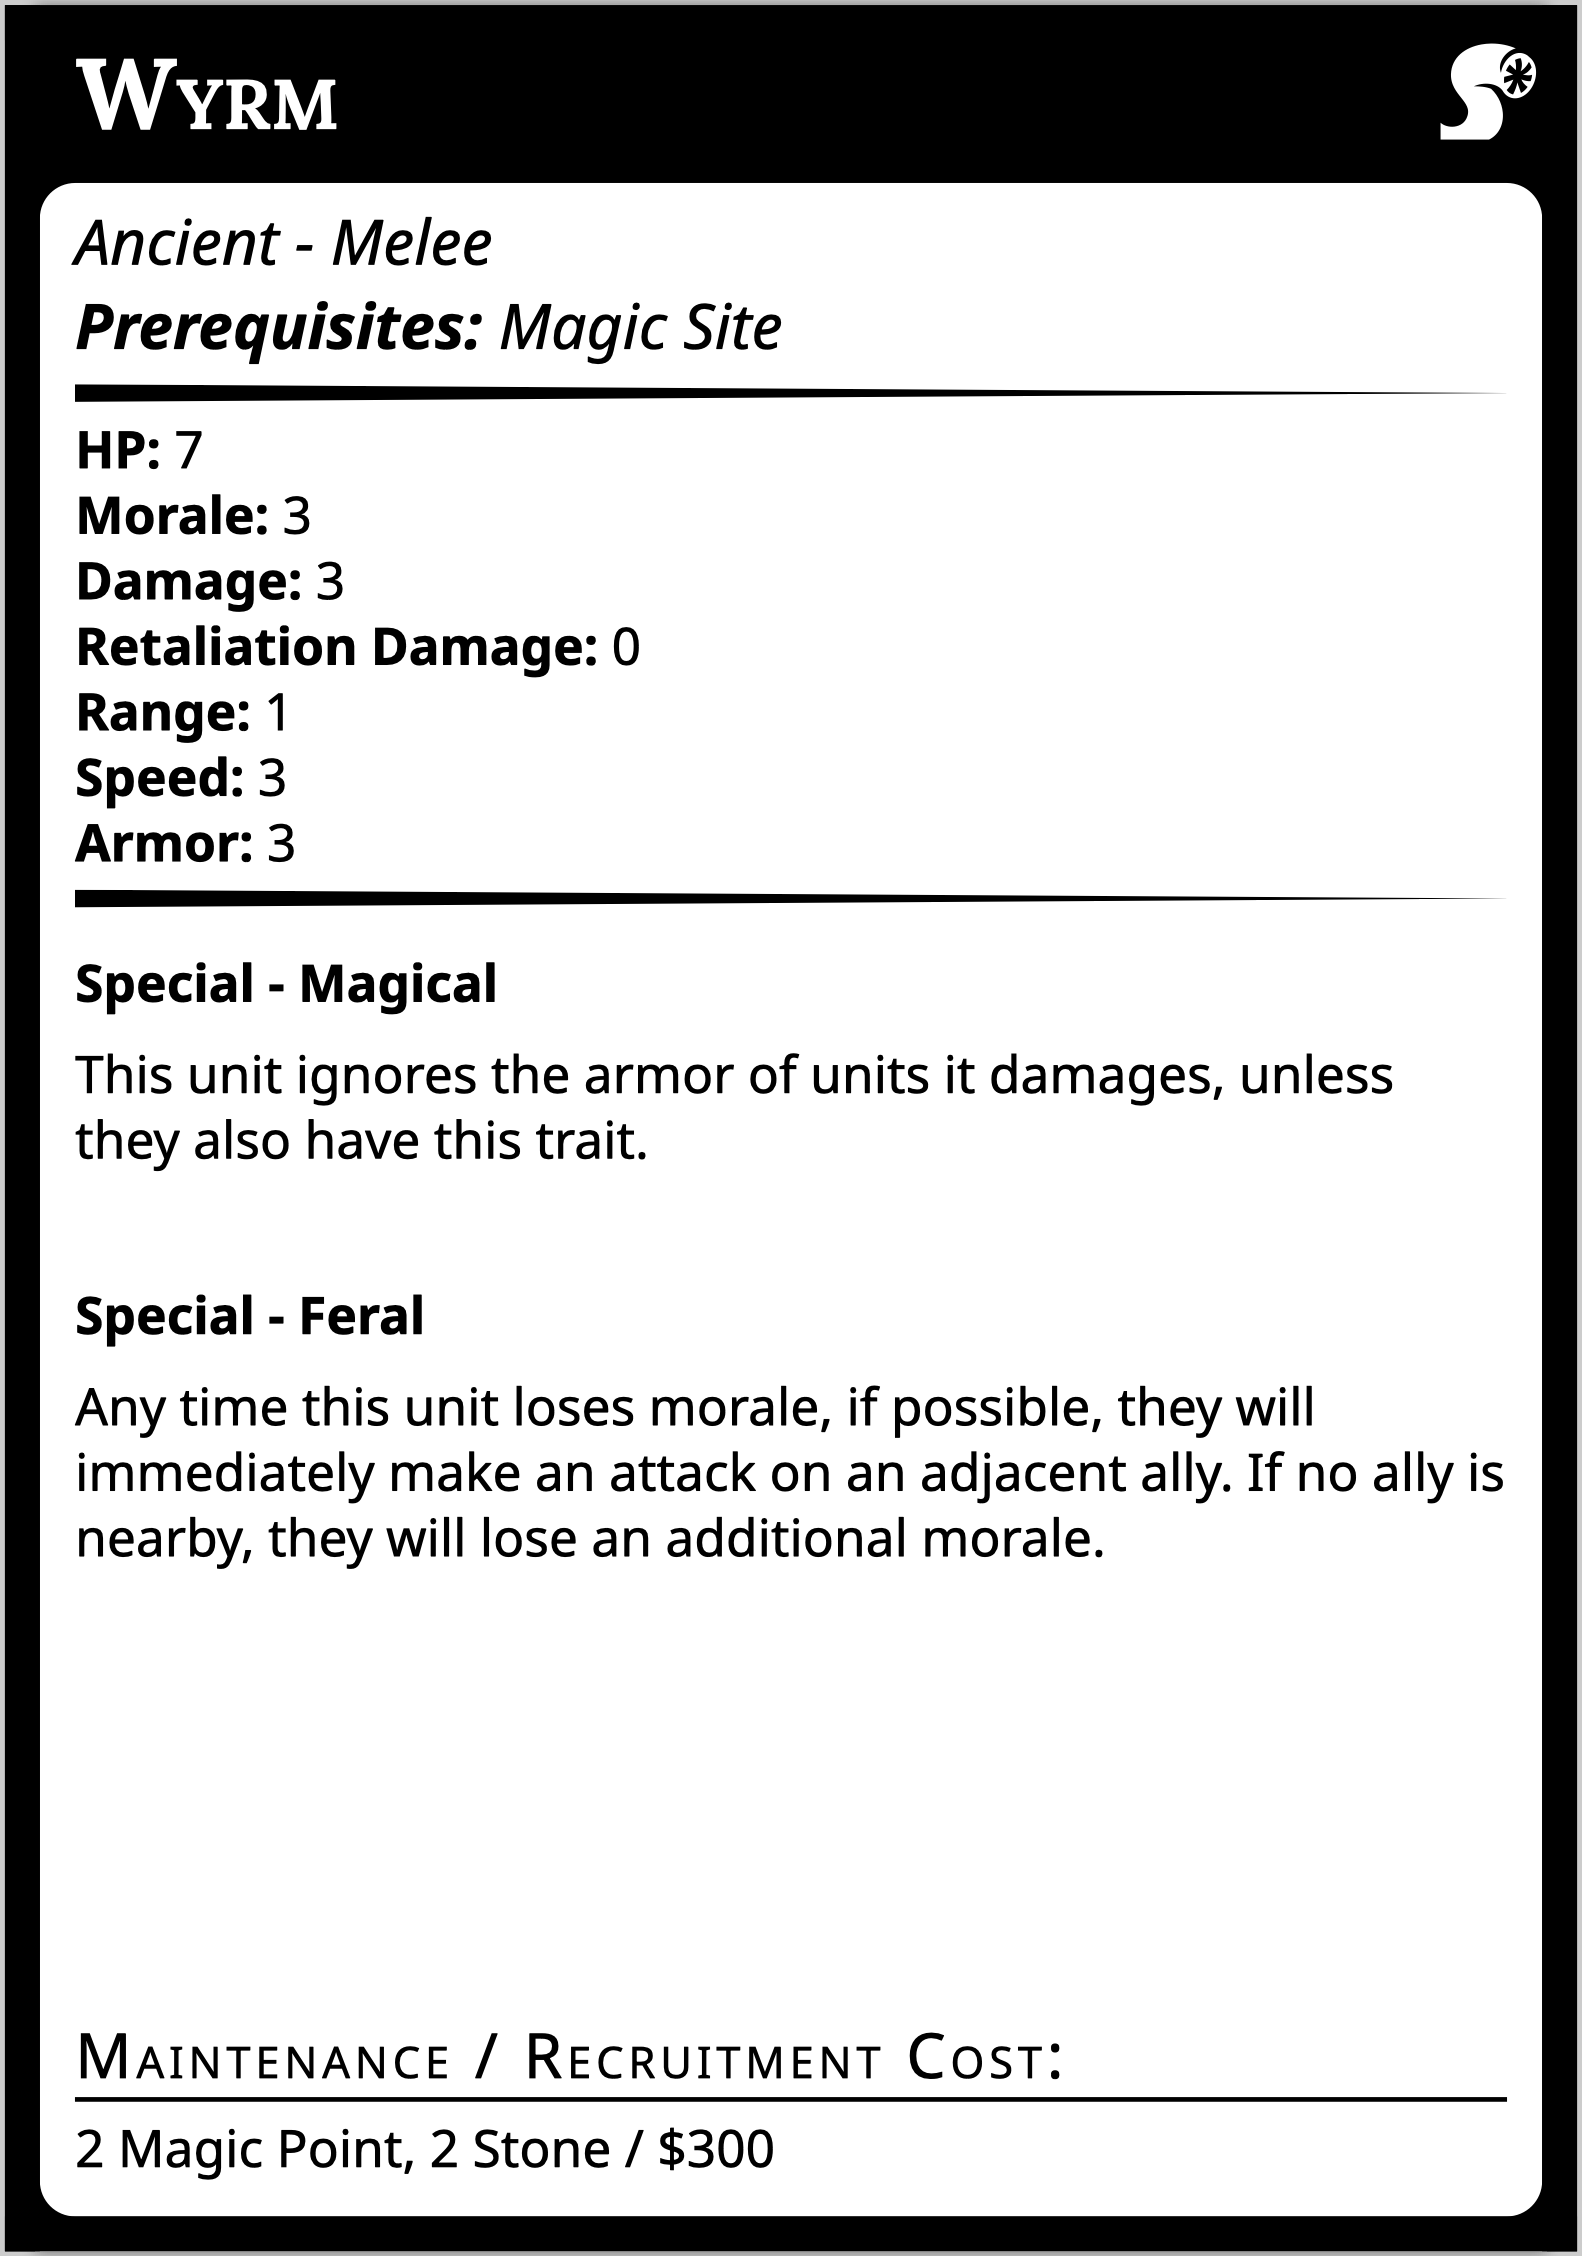 Wyrm
Ancient - Melee
Prerequisites: Magic Site
HP: 7
Morale: 3
Damage: 3
Retaliation Damage: 0
Range: 1
Speed: 3
Armor: 3
Special - Magical
This unit ignores the armor of units it damages, unless
they also have this trait.
Special - Feral
Any time this unit loses morale, if possible, they will
immediately make an attack on an adjacent ally. If no ally is
nearby, they will lose an additional morale.
Maintenance / Recruitment Cost:
2 Magic Point, 2 Stone / $300